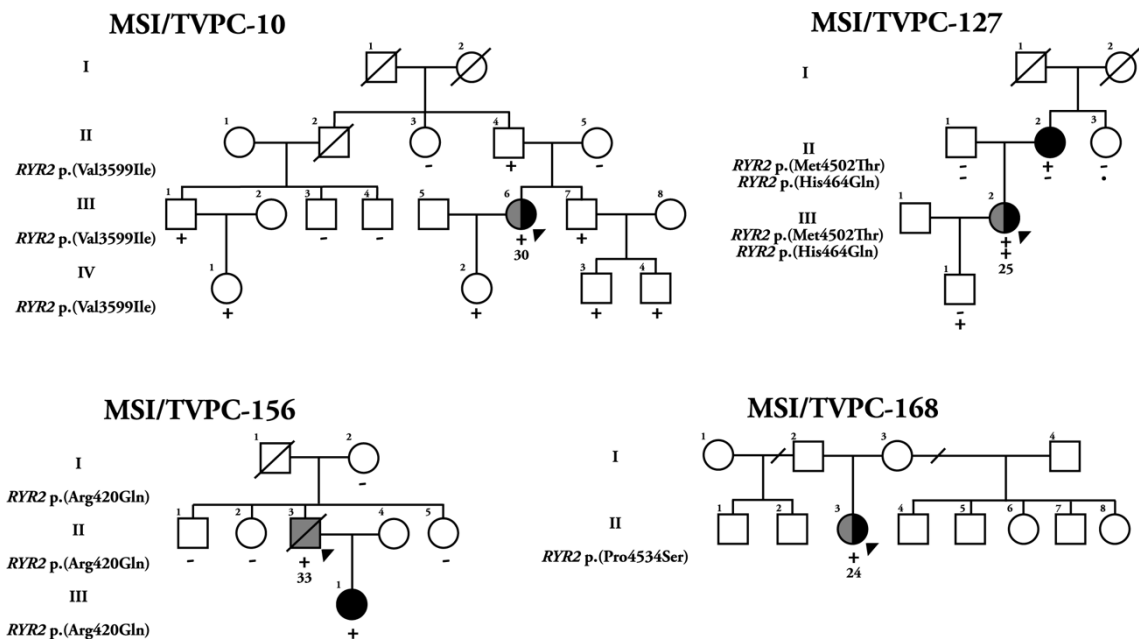 MSI/TVPC-10
I
1 2
II
1 2 3 4 5
RYR2 p.(Val3599Ile)
- + -
III
1 2 3 4 5 6 7 8
RYR2 p.(Val3599Ile)
+ - - + +
30
IV
1 2 3 4
RYR2 p.(Val3599Ile)
+ + + +
MSI/TVPC-127
I
1 2
II
1 2 3
RYR2 p.(Met4502Thr)
- + -
RYR2 p.(His464Gln)
- - •
III
1 2
RYR2 p.(Met4502Thr)
+
RYR2 p.(His464Gln)
+
25
1
-
+
MSI/TVPC-156
I
1 2
RYR2 p.(Arg420Gln)
-
II
1 2 3 4 5
RYR2 p.(Arg420Gln)
- - + -
33
III
1
RYR2 p.(Arg420Gln)
+
MSI/TVPC-168
I
1 2 3 4
II
1 2 3 4 5 6 7 8
RYR2 p.(Pro4534Ser)
+
24